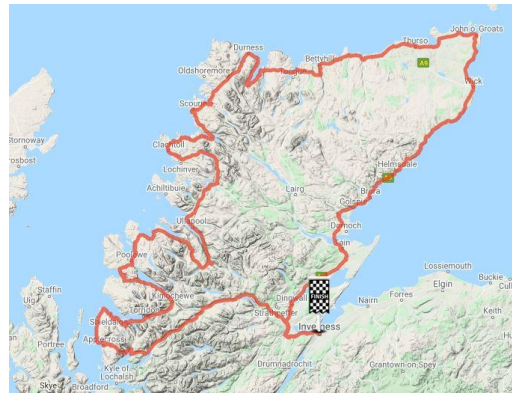 John o' Groats
Durness
Thurso
Bettyhill
Oldshoremore
A9
Tongue
Wick
Scourie
Stornoway
Clachtoll
Lochinver
Helmsdale
Achiltibuie
Lairg
Brora
Golspie
Ullapool
Dornoch
Tain
Poolewe
Lossiemouth
Staffin
Buckie
Elgin
Cull
FINISH
Kinlochewe
Dingwall
Forres
Uig
Nairn
Torridon
Strathpeffer
Keith
Shieldaig
Inverness
Portree
Applecross
Kyle of
Lochalsh
Drumnadrochit
Grantown-on-Spey
Skye
Broadford